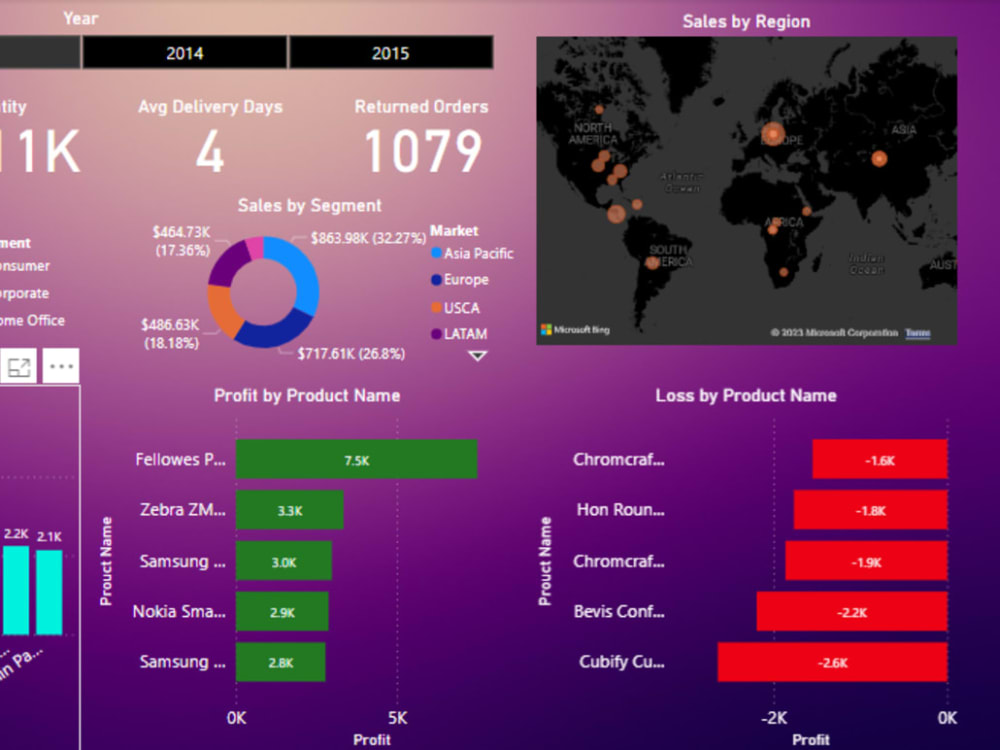 Year
2014
2015
tity
11K
Avg Delivery Days
4
Returned Orders
1079
Sales by Segment
$464.73K
(17.36%)
$863.98K (32.27%)
$486.63K
(18.18%)
$717.61K (26.8%)
Market
Asia Pacific
Europe
USCA
LATAM
ment
onsumer
orporate
ome Office
Sales by Region
NORTH
AMERICA
EUROPE
ASIA
Atlantic
Ocean
AFRICA
SOUTH
AMERICA
Indian
Ocean
AUST
Microsoft Bing
© 2023 Microsoft Corporation Terms
2.2K
2.1K
in Pa...
Profit by Product Name
Prouct Name
Fellowes P...
7.5K
Zebra ZM...
3.3K
Samsung ...
3.0K
Nokia Sma...
2.9K
Samsung ...
2.8K
0K
5K
Profit
Loss by Product Name
Prouct Name
Chromcraf...
-1.6K
Hon Roun...
-1.8K
Chromcraf...
-1.9K
Bevis Conf...
-2.2K
Cubify Cu...
-2.6K
-2K
0K
Profit